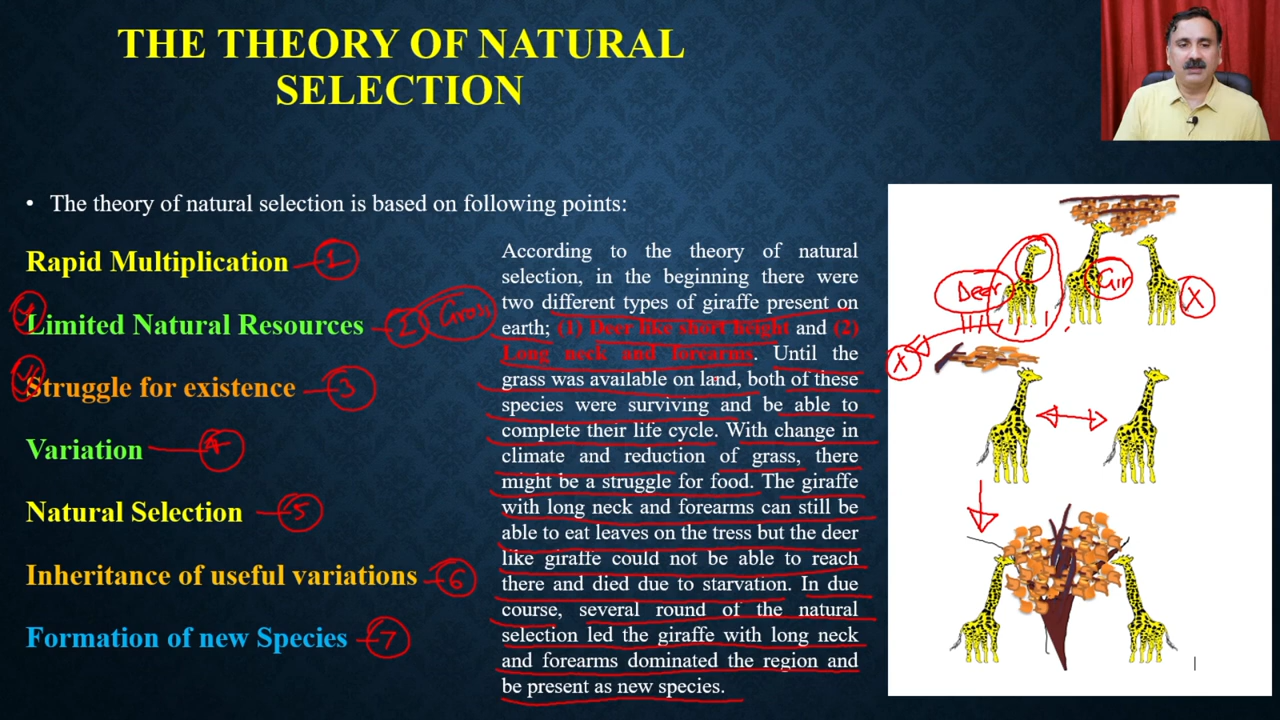 THE THEORY OF NATURAL
SELECTION
• The theory of natural selection is based on following points:
Rapid Multiplication 1
Limited Natural Resources 2 Grass
Struggle for existence 3
Variation 4
Natural Selection 5
Inheritance of useful variations 6
Formation of new Species 7
According to the theory of natural
selection, in the beginning there were
two different types of giraffe present on
earth; (1) Deer like short height and (2)
Long neck and forearms. Until the
grass was available on land, both of these
species were surviving and be able to
complete their life cycle. With change in
climate and reduction of grass, there
might be a struggle for food. The giraffe
with long neck and forearms can still be
able to eat leaves on the tress but the deer
like giraffe could not be able to reach
there and died due to starvation. In due
course, several round of the natural
selection led the giraffe with long neck
and forearms dominated the region and
be present as new species.
Deer
Gir
X
X